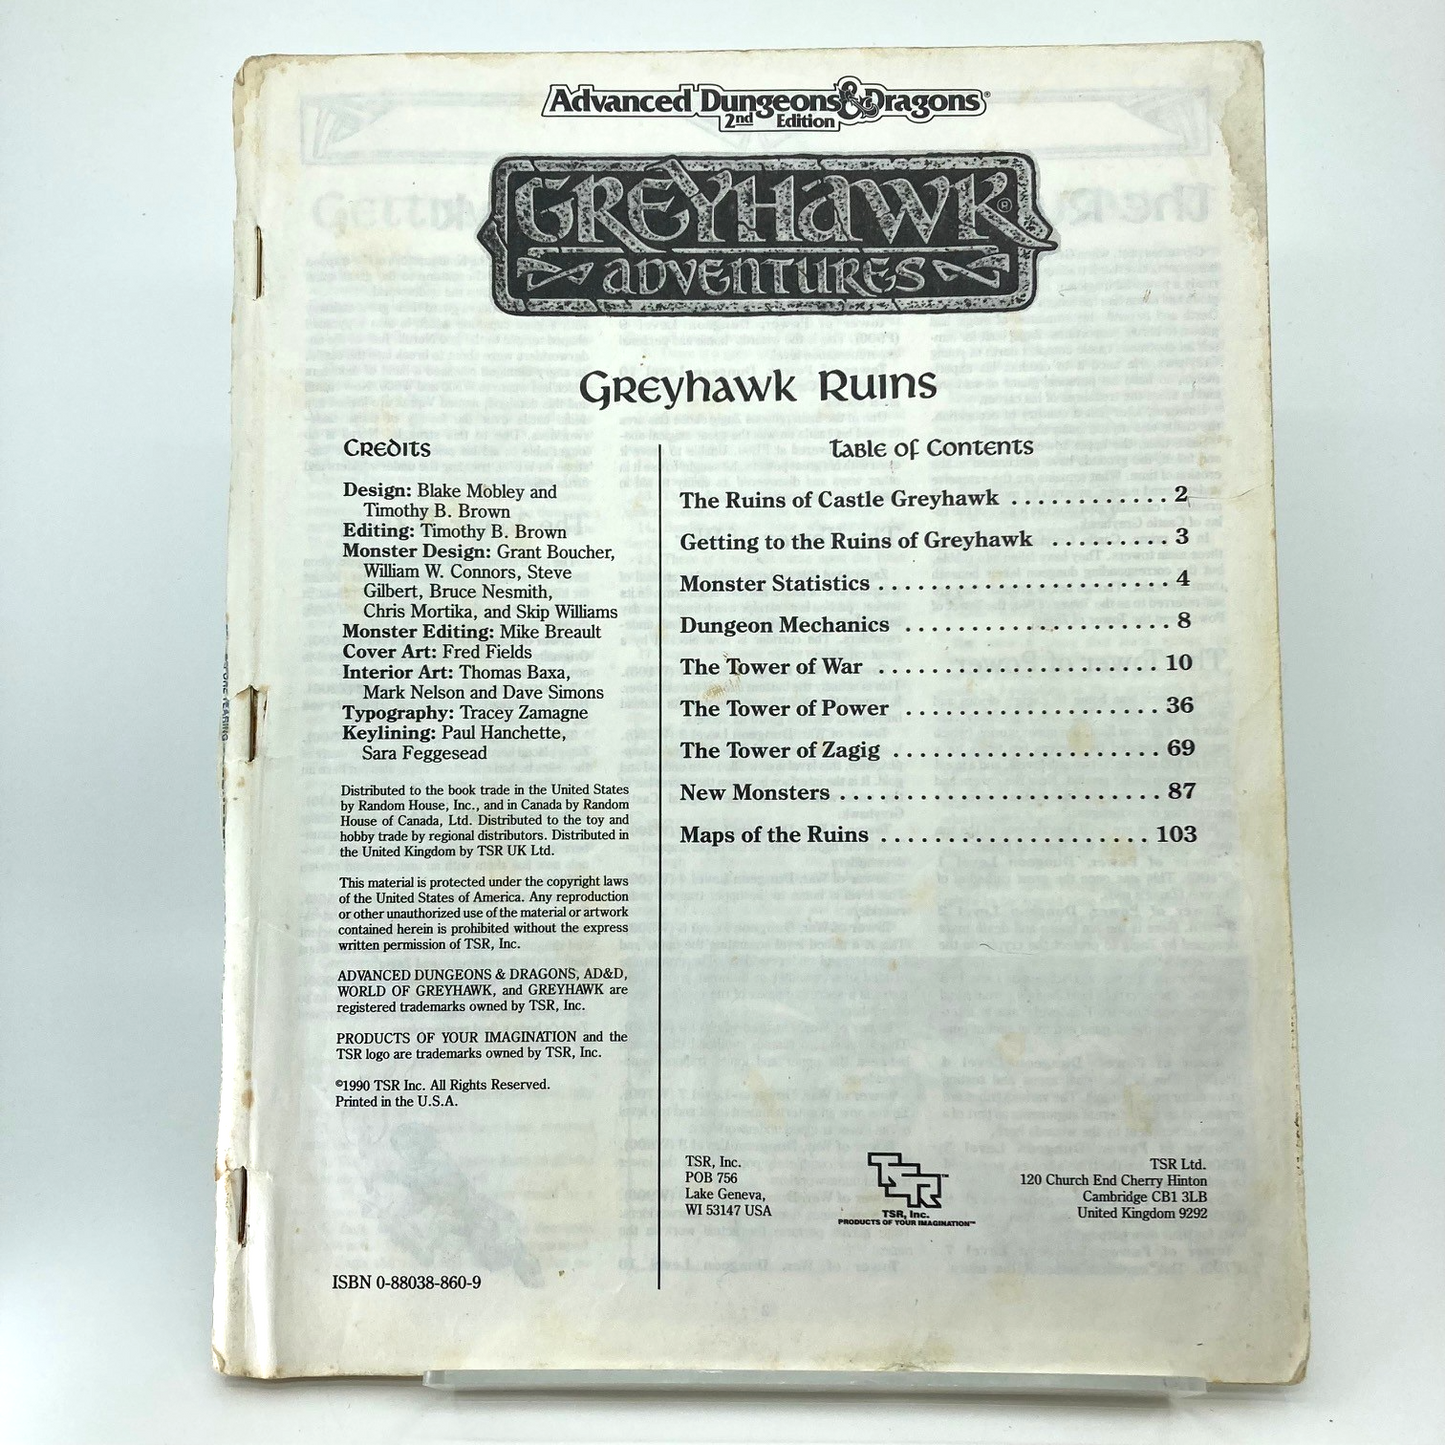 Advanced Dungeons & Dragons®
2nd Edition
GREYHAWK®
ADVENTURES
Greyhawk Ruins
Credits
Design: Blake Mobley and
Timothy B. Brown
Editing: Timothy B. Brown
Monster Design: Grant Boucher,
William W. Connors, Steve
Gilbert, Bruce Nesmith,
Chris Mortika, and Skip Williams
Monster Editing: Mike Breault
Cover Art: Fred Fields
Interior Art: Thomas Baxa,
Mark Nelson and Dave Simons
Typography: Tracey Zamagne
Keylining: Paul Hanchette,
Sara Feggesead
Distributed to the book trade in the United States
by Random House, Inc., and in Canada by Random
House of Canada, Ltd. Distributed to the toy and
hobby trade by regional distributors. Distributed in
the United Kingdom by TSR UK Ltd.
This material is protected under the copyright laws
of the United States of America. Any reproduction
or other unauthorized use of the material or artwork
contained herein is prohibited without the express
written permission of TSR, Inc.
ADVANCED DUNGEONS & DRAGONS, AD&D,
WORLD OF GREYHAWK, and GREYHAWK are
registered trademarks owned by TSR, Inc.
PRODUCTS OF YOUR IMAGINATION and the
TSR logo are trademarks owned by TSR, Inc.
©1990 TSR Inc. All Rights Reserved.
Printed in the U.S.A.
ISBN 0-88038-860-9
Table of Contents
The Ruins of Castle Greyhawk . . . . . . . . . . . . 2
Getting to the Ruins of Greyhawk . . . . . . . . . 3
Monster Statistics . . . . . . . . . . . . . . . . . . . . . . 4
Dungeon Mechanics . . . . . . . . . . . . . . . . . . . . 8
The Tower of War . . . . . . . . . . . . . . . . . . . . . 10
The Tower of Power . . . . . . . . . . . . . . . . . . . 36
The Tower of Zagig . . . . . . . . . . . . . . . . . . . . 69
New Monsters . . . . . . . . . . . . . . . . . . . . . . . . 87
Maps of the Ruins . . . . . . . . . . . . . . . . . . . . 103
TSR, Inc.
POB 756
Lake Geneva,
WI 53147 USA
TSR™
TSR, Inc.
PRODUCTS OF YOUR IMAGINATION™
TSR Ltd.
120 Church End Cherry Hinton
Cambridge CB1 3LB
United Kingdom 9292